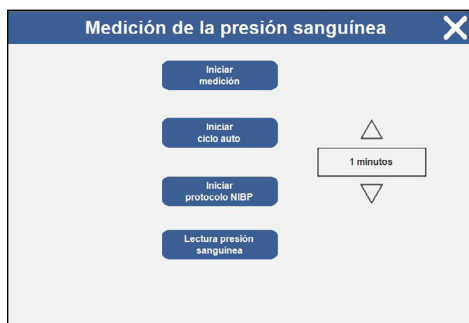 Medición de la presión sanguínea
Iniciar
medición
Iniciar
ciclo auto
1 minutos
Iniciar
protocolo NIBP
Lectura presión
sanguínea